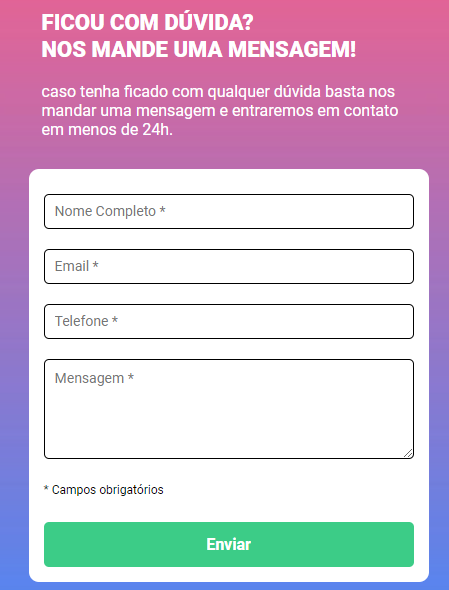 FICOU COM DÚVIDA?
NOS MANDE UMA MENSAGEM!
caso tenha ficado com qualquer dúvida basta nos
mandar uma mensagem e entraremos em contato
em menos de 24h.
Nome Completo *
Email *
Telefone *
Mensagem *
* Campos obrigatórios
Enviar